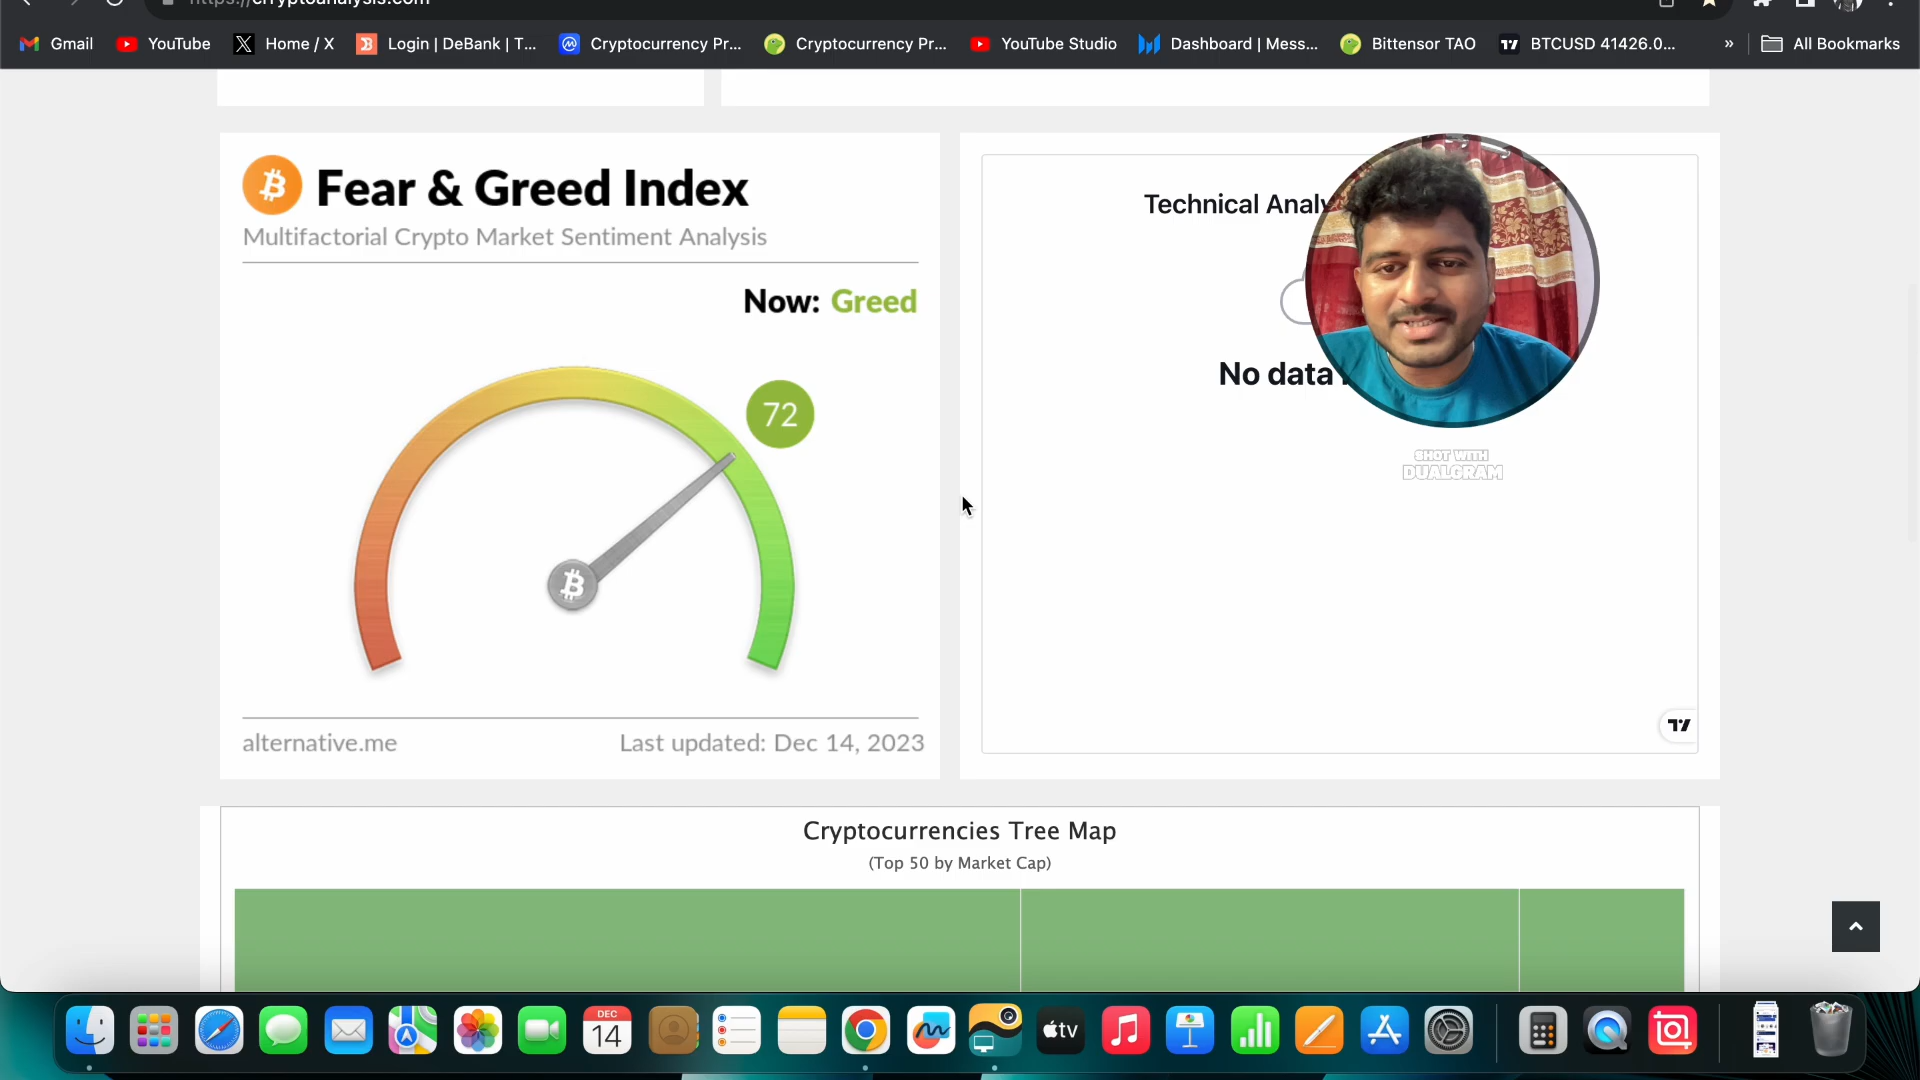 Gmail
YouTube
Home / X
Login | DeBank | T...
Cryptocurrency Pr...
Cryptocurrency Pr...
YouTube Studio
Dashboard | Mess...
Bittensor TAO
BTCUSD 41426.0...
»
All Bookmarks
Fear & Greed Index
Multifactorial Crypto Market Sentiment Analysis
Now: Greed
72
alternative.me
Last updated: Dec 14, 2023
Technical Analy
No data
SHOT WITH
DUALGRAM
Cryptocurrencies Tree Map
(Top 50 by Market Cap)
DEC
14
tv